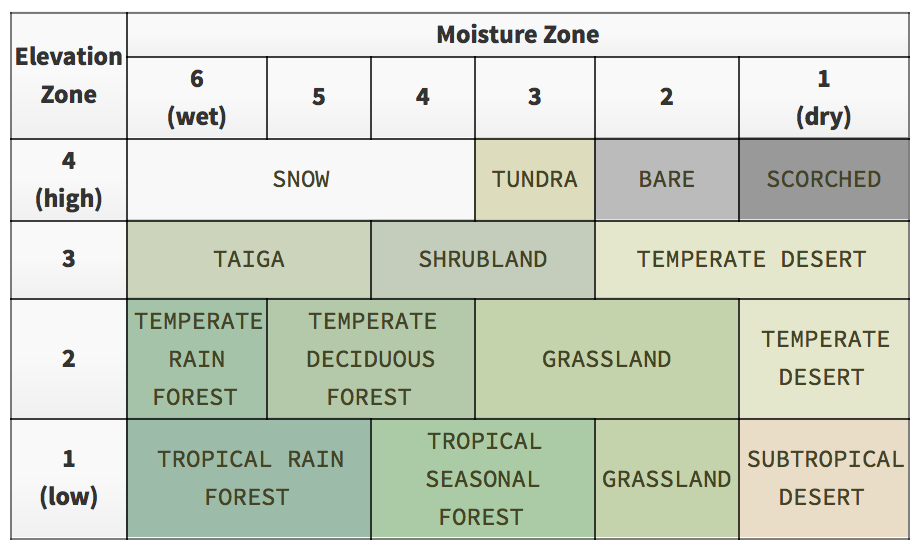 Elevation
Zone
Moisture Zone
6
(wet)
5
4
3
2
1
(dry)
4
(high)
SNOW
TUNDRA
BARE
SCORCHED
3
TAIGA
SHRUBLAND
TEMPERATE DESERT
2
TEMPERATE
RAIN
FOREST
TEMPERATE
DECIDUOUS
FOREST
GRASSLAND
TEMPERATE
DESERT
1
(low)
TROPICAL RAIN
FOREST
TROPICAL
SEASONAL
FOREST
GRASSLAND
SUBTROPICAL
DESERT